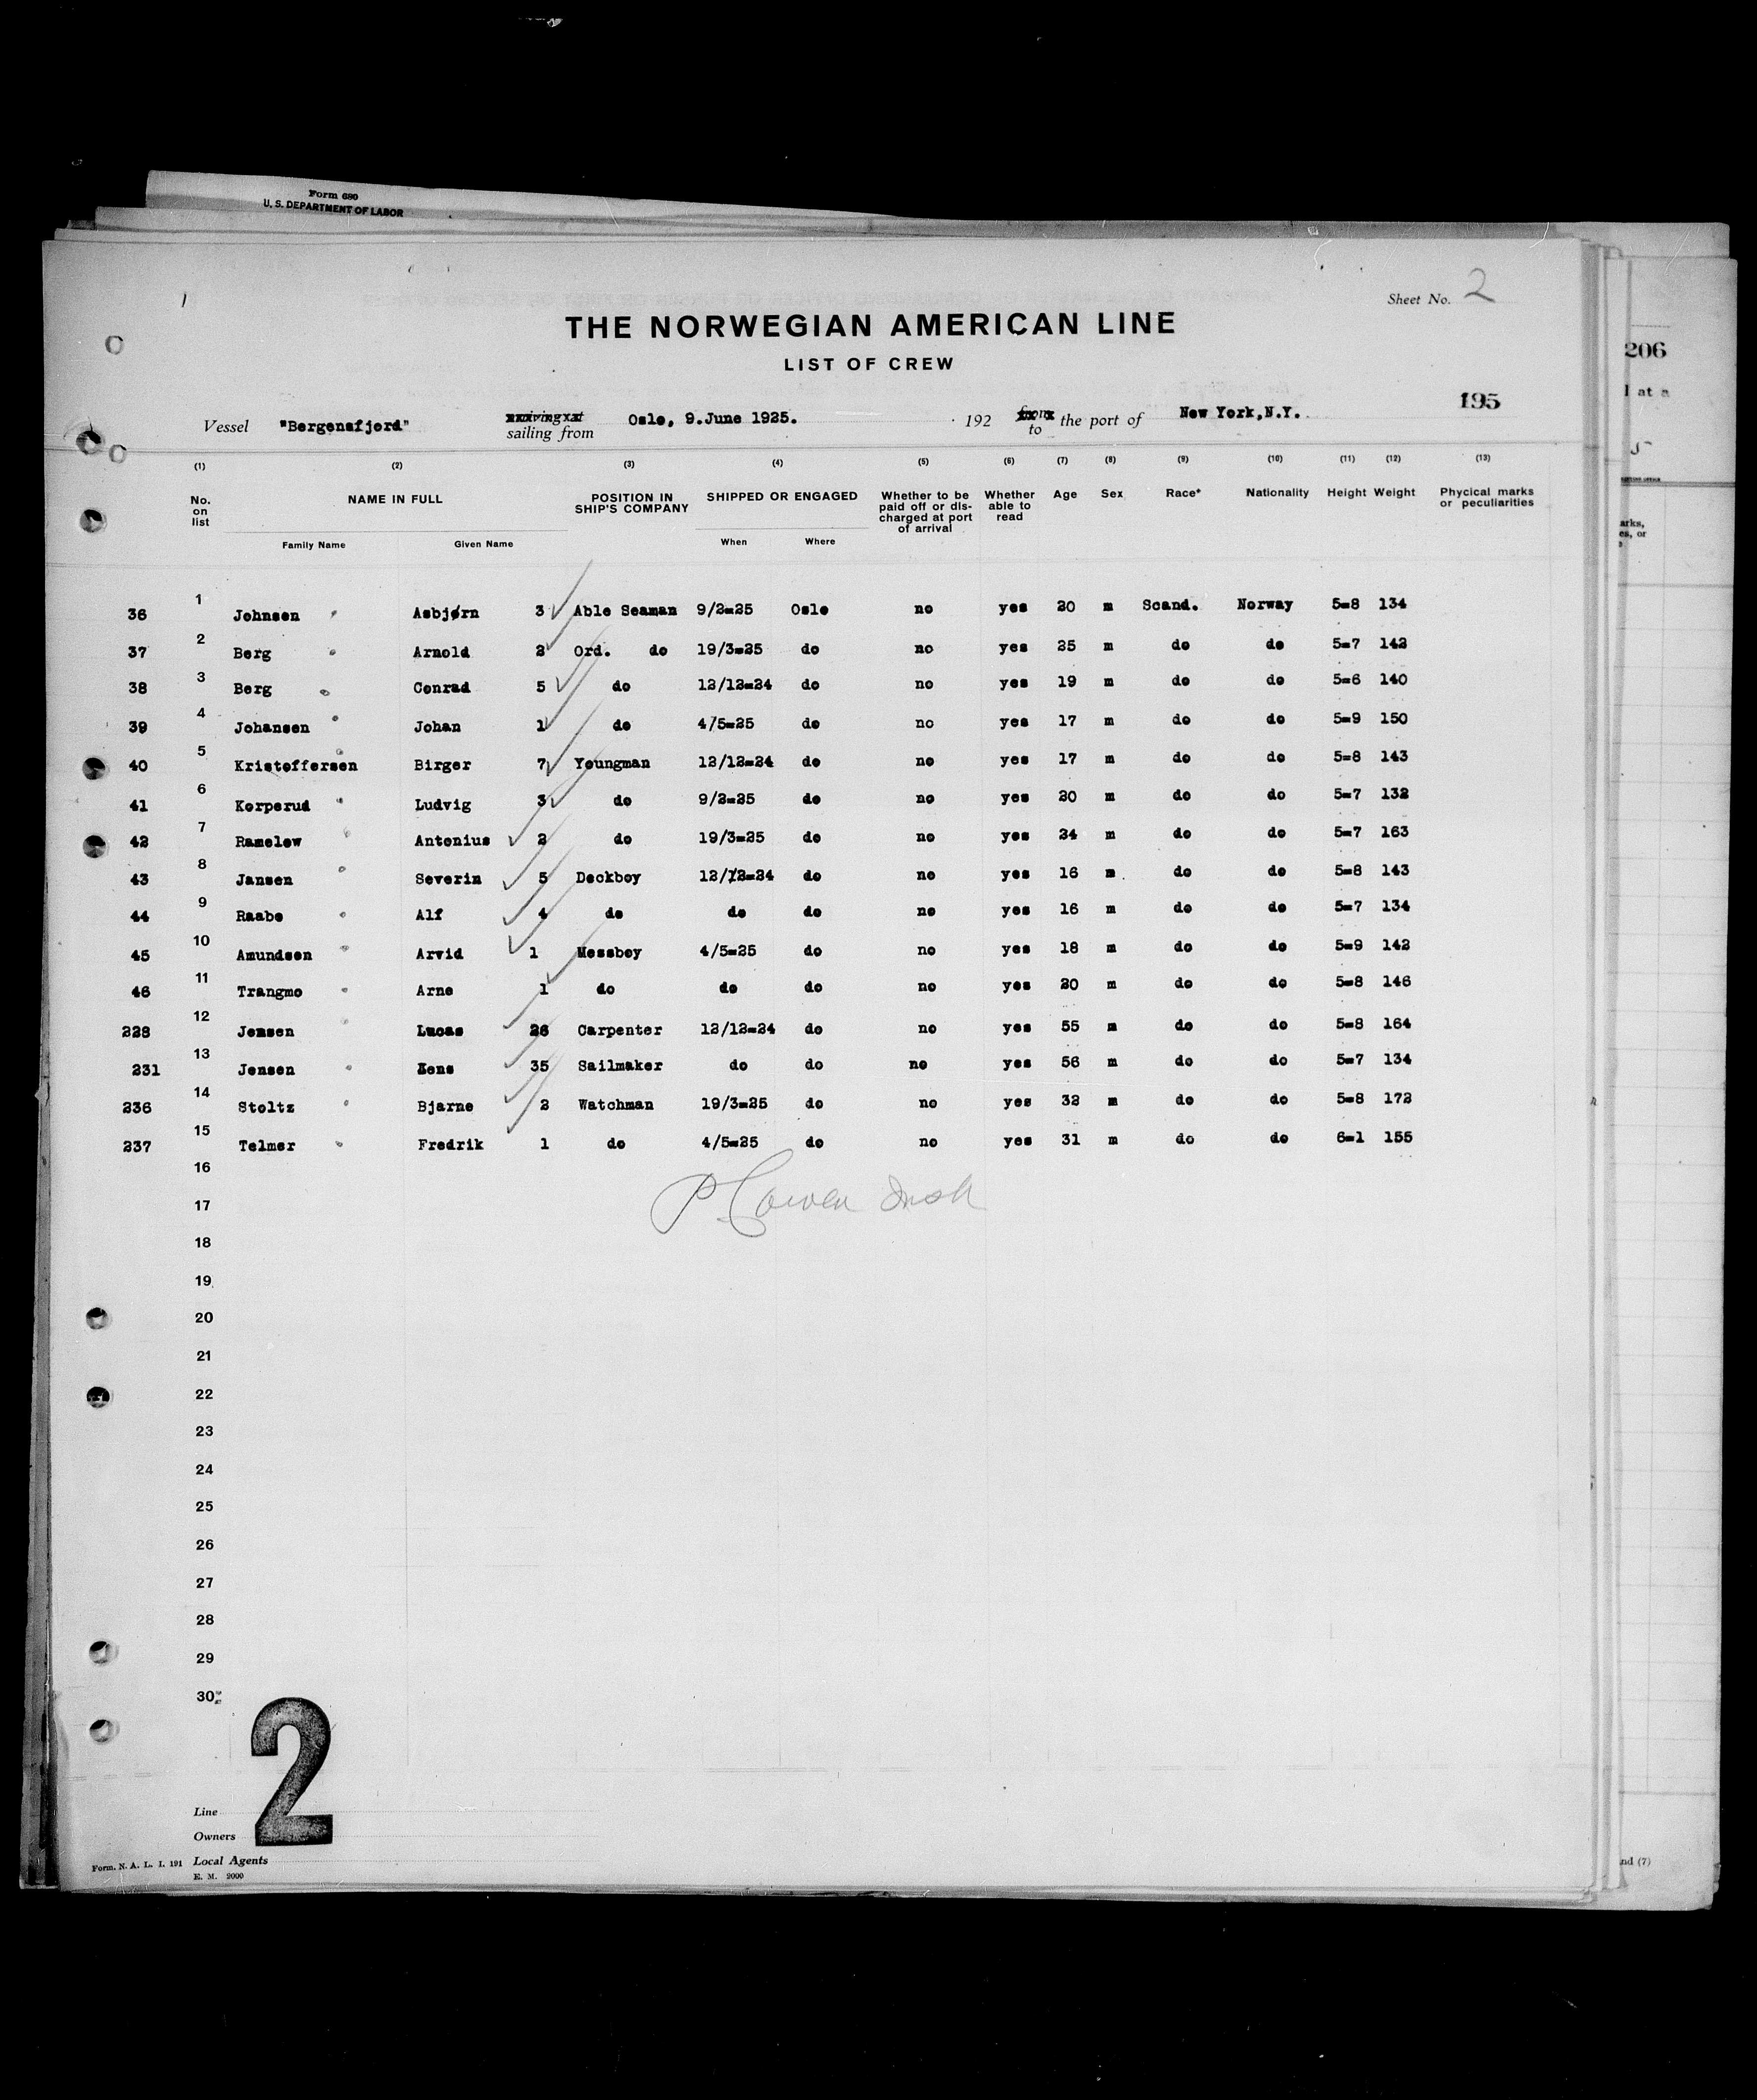 Form 680
U. S. DEPARTMENT OF LABOR
Sheet No. 2
THE NORWEGIAN AMERICAN LINE
LIST OF CREW
206
l at a
195
Vessel "Bergensfjord" arriving at sailing from Oslo, 9.June 1925. 192 from to the port of New York,N.Y.
(1) (2) (3) (4) (5) (6) (7) (8) (9) (10) (11) (12) (13)
No. on list NAME IN FULL POSITION IN SHIP'S COMPANY SHIPPED OR ENGAGED Whether to be paid off or dis-charged at port of arrival Whether able to read Age Sex Race* Nationality Height Weight Phycical marks or peculiarities
Family Name Given Name When Where
36 1 Johnsen Asbjørn 3 Able Seaman 9/2=25 Oslo no yes 20 m Scand. Norway 5=8 134
37 2 Berg Arnold 2 Ord. do 19/3=25 do no yes 25 m do do 5=7 142
38 3 Berg Conrad 5 do 12/12=24 do no yes 19 m do do 5=6 140
39 4 Johansen Johan 1 do 4/5=25 do no yes 17 m do do 5=9 150
40 5 Kristoffersen Birger 7 Youngman 12/12=24 do no yes 17 m do do 5=8 143
41 6 Korperud Ludvig 3 do 9/2=25 do no yes 20 m do do 5=7 132
42 7 Ramelow Antonius 2 do 19/3=25 do no yes 24 m do do 5=7 163
43 8 Jansen Severin 5 Deckboy 12/12=24 do no yes 16 m do do 5=8 143
44 9 Raabe Alf 4 do do do no yes 16 m do do 5=7 134
45 10 Amundsen Arvid 1 Messboy 4/5=25 do no yes 18 m do do 5=9 142
46 11 Trangmo Arne 1 do do do no yes 20 m do do 5=8 146
228 12 Jensen Lucas 26 Carpenter 12/12=24 do no yes 55 m do do 5=8 164
231 13 Jensen Jens 35 Sailmaker do do no yes 56 m do do 5=7 134
236 14 Stoltz Bjarne 2 Watchman 19/3=25 do no yes 32 m do do 5=8 172
237 15 Telmer Fredrik 1 do 4/5=25 do no yes 31 m do do 6=1 155
16
17
18
19
20
21
22
23
24
25
26
27
28
29
30
2
Line
Owners
Form. N. A. L. I. 191 Local Agents
E. M. 2000
nd (7)